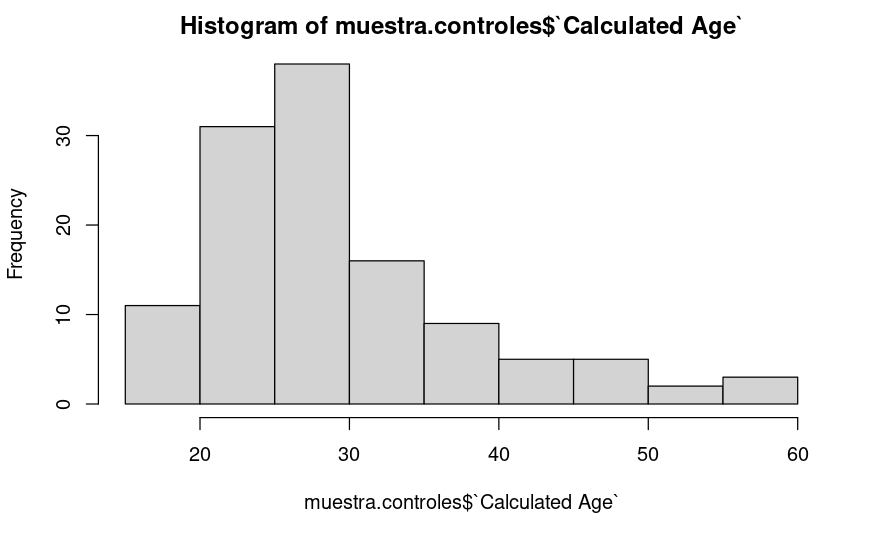 Histogram of muestra.controles$`Calculated Age`
Frequency
30
20
10
0
20 30 40 50 60
muestra.controles$`Calculated Age`